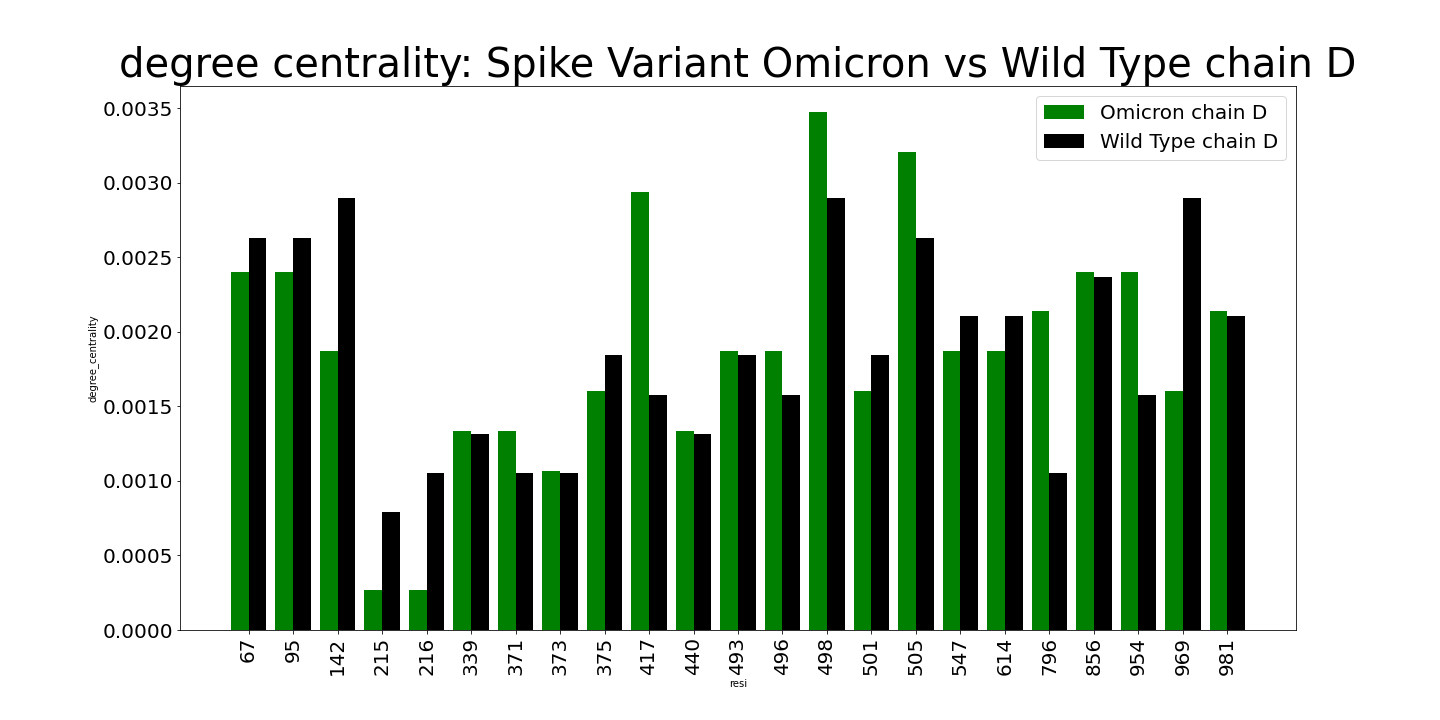 degree centrality: Spike Variant Omicron vs Wild Type chain D
Omicron chain D
Wild Type chain D
degree_centrality
0.0035
0.0030
0.0025
0.0020
0.0015
0.0010
0.0005
0.0000
67 95 142 215 216 339 371 373 375 417 440 493 496 498 501 505 547 614 796 856 954 969 981
resi